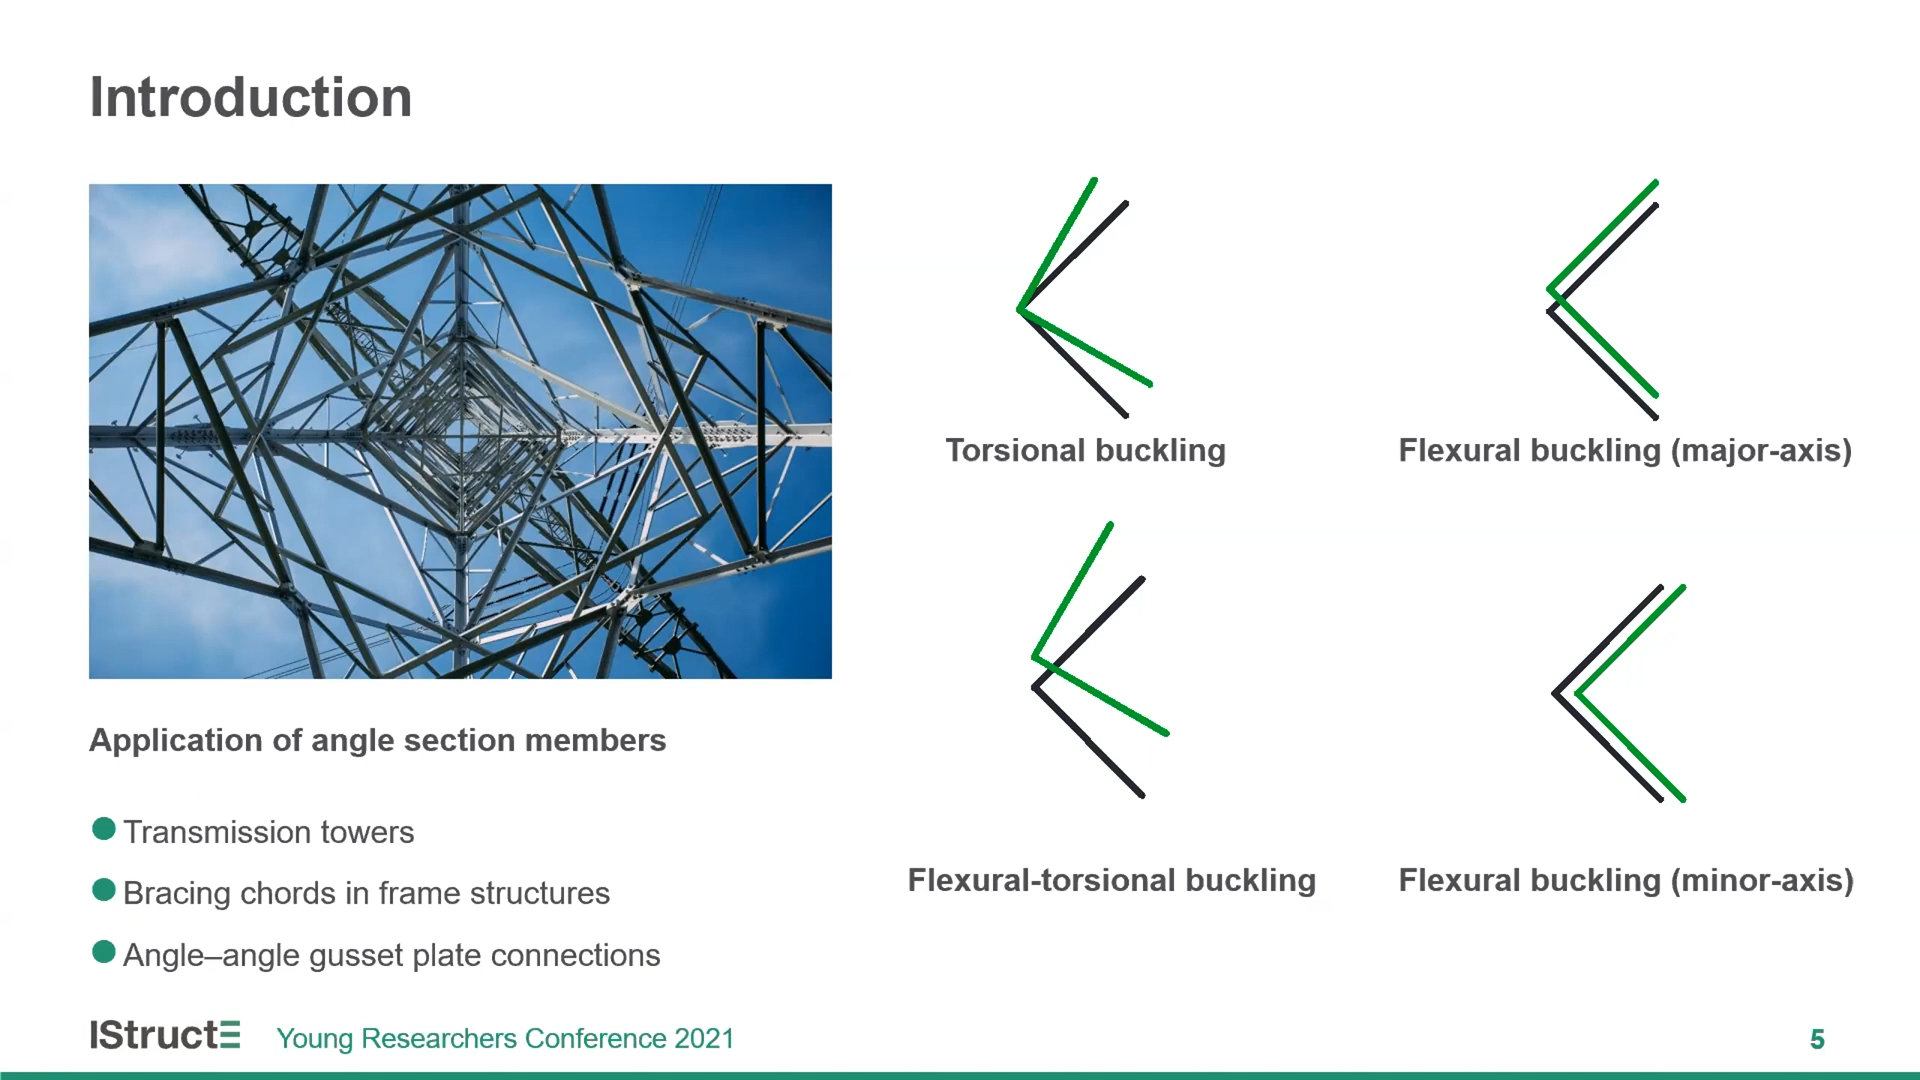 Introduction
Torsional buckling
Flexural buckling (major-axis)
Flexural-torsional buckling
Flexural buckling (minor-axis)
Application of angle section members
Transmission towers
Bracing chords in frame structures
Angle–angle gusset plate connections
IStructE
Young Researchers Conference 2021
5